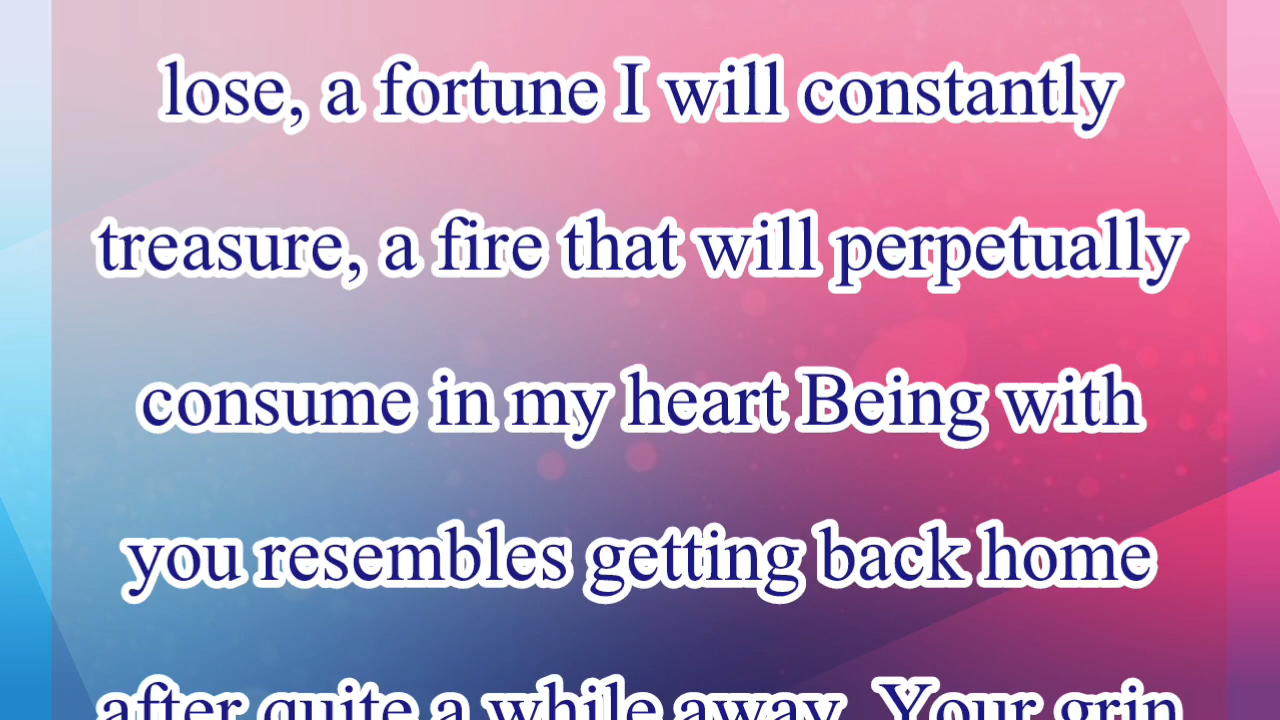 lose, a fortune I will constantly
treasure, a fire that will perpetually
consume in my heart Being with
you resembles getting back home
after quite a while away. Your grin